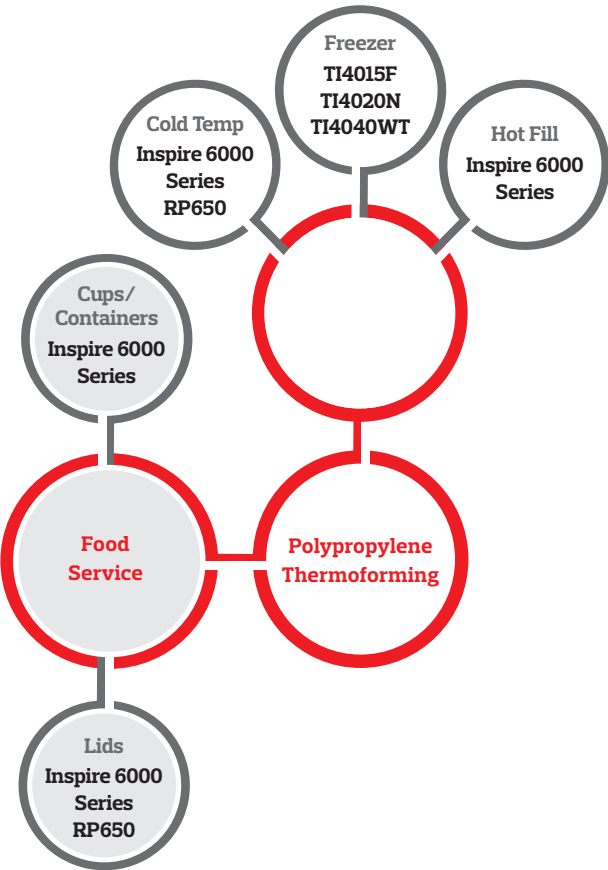 Freezer
TI4015F
TI4020N
TI4040WT
Cold Temp
Inspire 6000
Series
RP650
Hot Fill
Inspire 6000
Series
Cups/
Containers
Inspire 6000
Series
Food
Service
Polypropylene
Thermoforming
Lids
Inspire 6000
Series
RP650